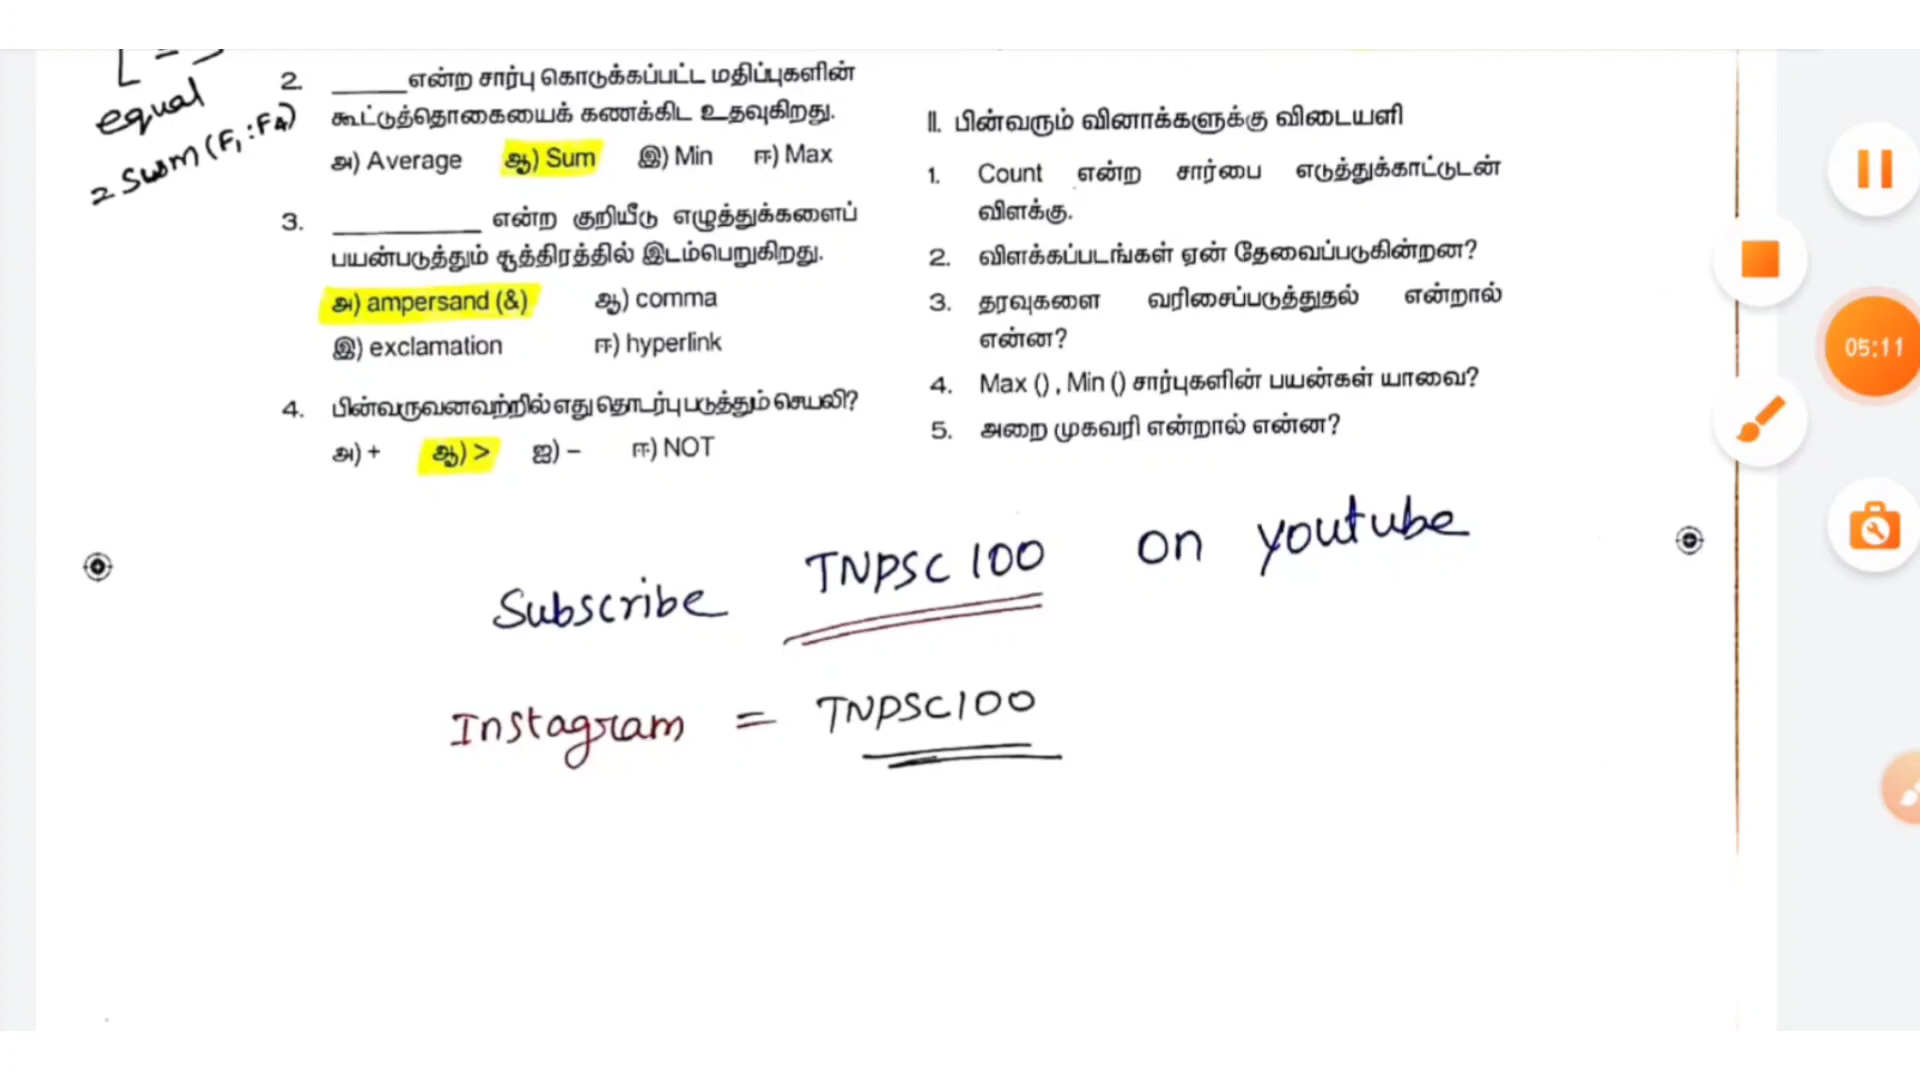 equal
= Sum(F1:F4)
2. ______என்ற சார்பு கொடுக்கப்பட்ட மதிப்புகளின்
கூட்டுத்தொகையைக் கணக்கிட உதவுகிறது.
அ) Average ஆ) Sum இ) Min ஈ) Max
3. ____________ என்ற குறியீடு எழுத்துக்களைப்
பயன்படுத்தும் சூத்திரத்தில் இடம்பெறுகிறது.
அ) ampersand (&) ஆ) comma
இ) exclamation ஈ) hyperlink
4. பின்வருவனவற்றில் எது தொடர்பு படுத்தும் செயலி?
அ) + ஆ) > ஐ) – ஈ) NOT
II. பின்வரும் வினாக்களுக்கு விடையளி
1. Count என்ற சார்பை எடுத்துக்காட்டுடன்
விளக்கு.
2. விளக்கப்படங்கள் ஏன் தேவைப்படுகின்றன?
3. தரவுகளை வரிசைப்படுத்துதல் என்றால்
என்ன?
4. Max () , Min () சார்புகளின் பயன்கள் யாவை?
5. அறை முகவரி என்றால் என்ன?
Subscribe TNPSC 100 on youtube
Instagram = TNPSC100
05:11